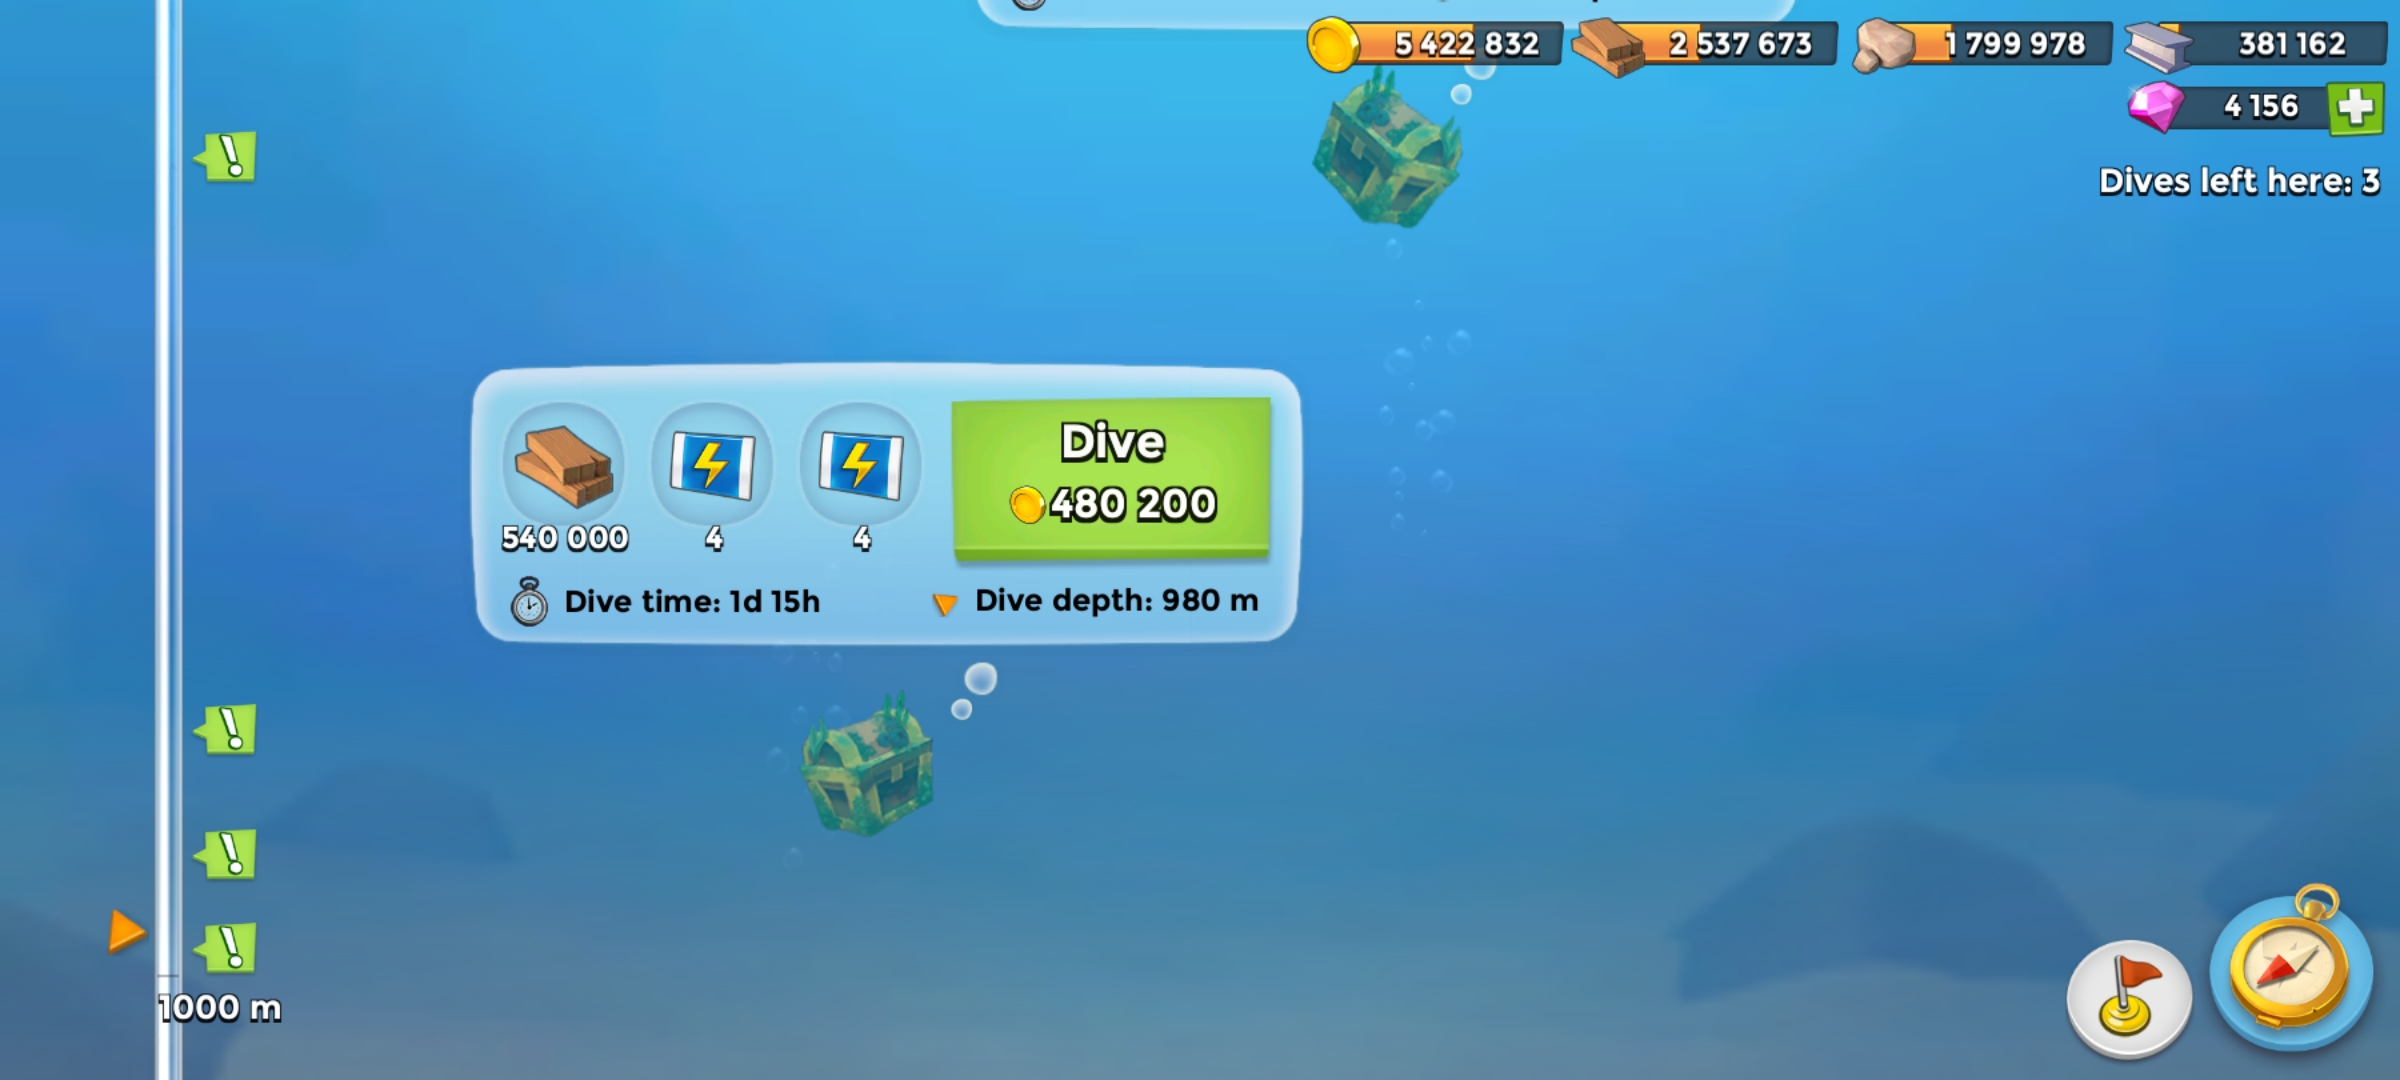 5 422 832
2 537 673
1 799 978
381 162
4 156
Dives left here: 3
!
Dive
480 200
540 000
4
4
Dive time: 1d 15h
Dive depth: 980 m
!
!
!
1000 m